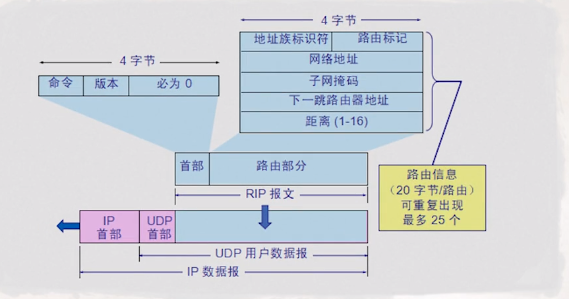 4 字节
地址族标识符 路由标记
网络地址
子网掩码
下一跳路由器地址
距离 (1-16)
4 字节
命令 版本 必为 0
首部 路由部分
RIP 报文
路由信息
(20 字节/路由)
可重复出现
最多 25 个
IP
首部
UDP
首部
UDP 用户数据报
IP 数据报